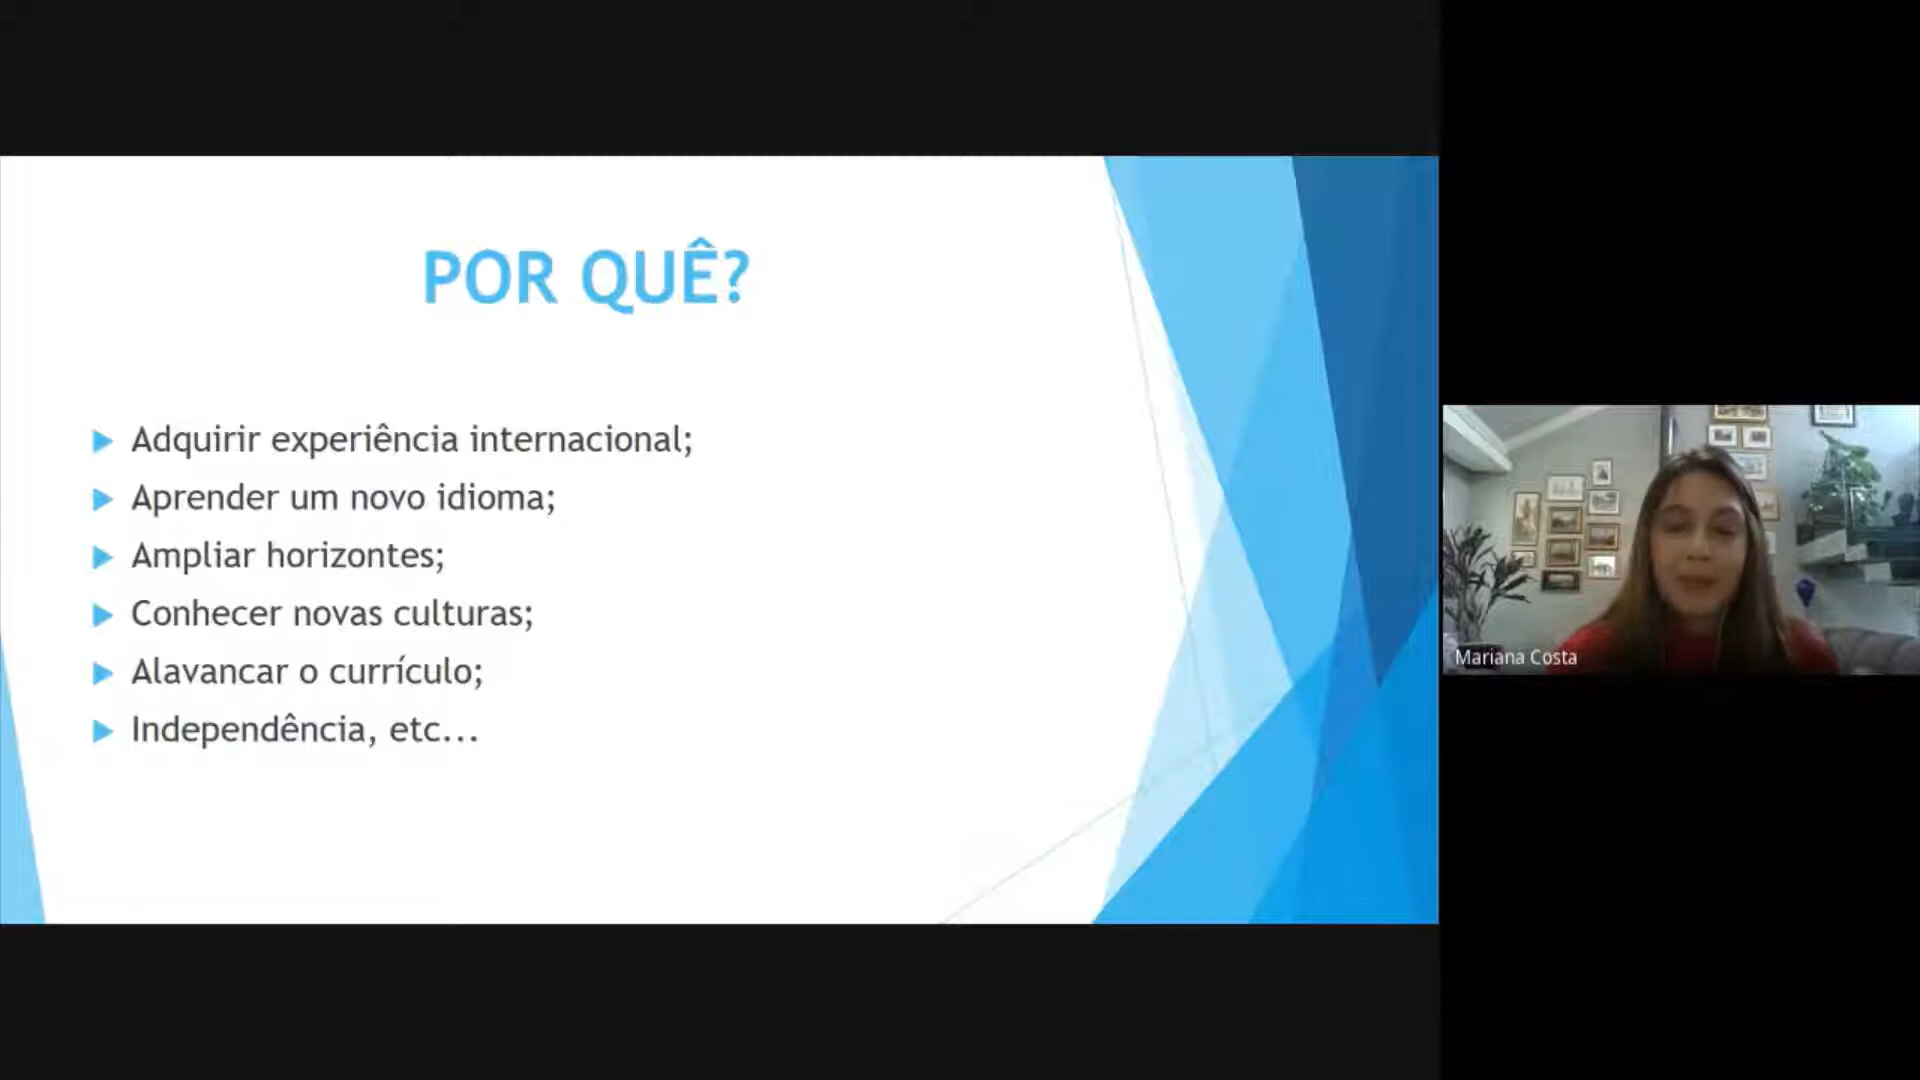 POR QUÊ?
Adquirir experiência internacional;
Aprender um novo idioma;
Ampliar horizontes;
Conhecer novas culturas;
Alavancar o currículo;
Independência, etc...
Mariana Costa